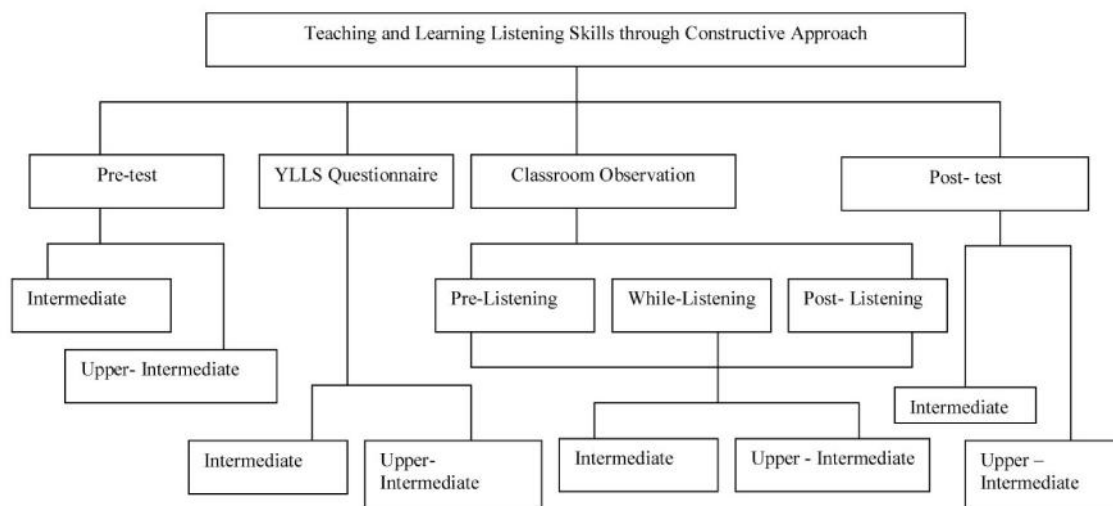 Teaching and Learning Listening Skills through Constructive Approach
Pre-test
YLLS Questionnaire
Classroom Observation
Post- test
Intermediate
Upper- Intermediate
Pre-Listening
While-Listening
Post- Listening
Intermediate
Upper-
Intermediate
Intermediate
Upper - Intermediate
Intermediate
Upper –
Intermediate